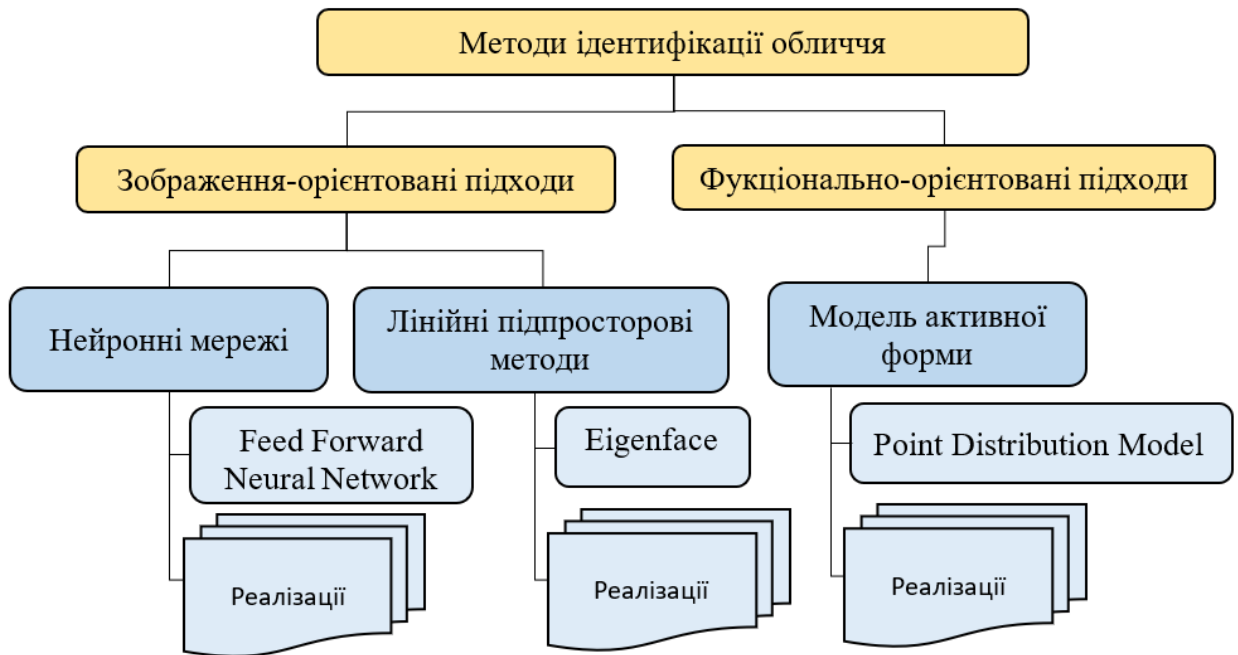 Методи ідентифікації обличчя
Зображення-орієнтовані підходи
Фукціонально-орієнтовані підходи
Нейронні мережі
Лінійні підпросторові
методи
Модель активної
форми
Feed Forward
Neural Network
Eigenface
Point Distribution Model
Реалізації
Реалізації
Реалізації